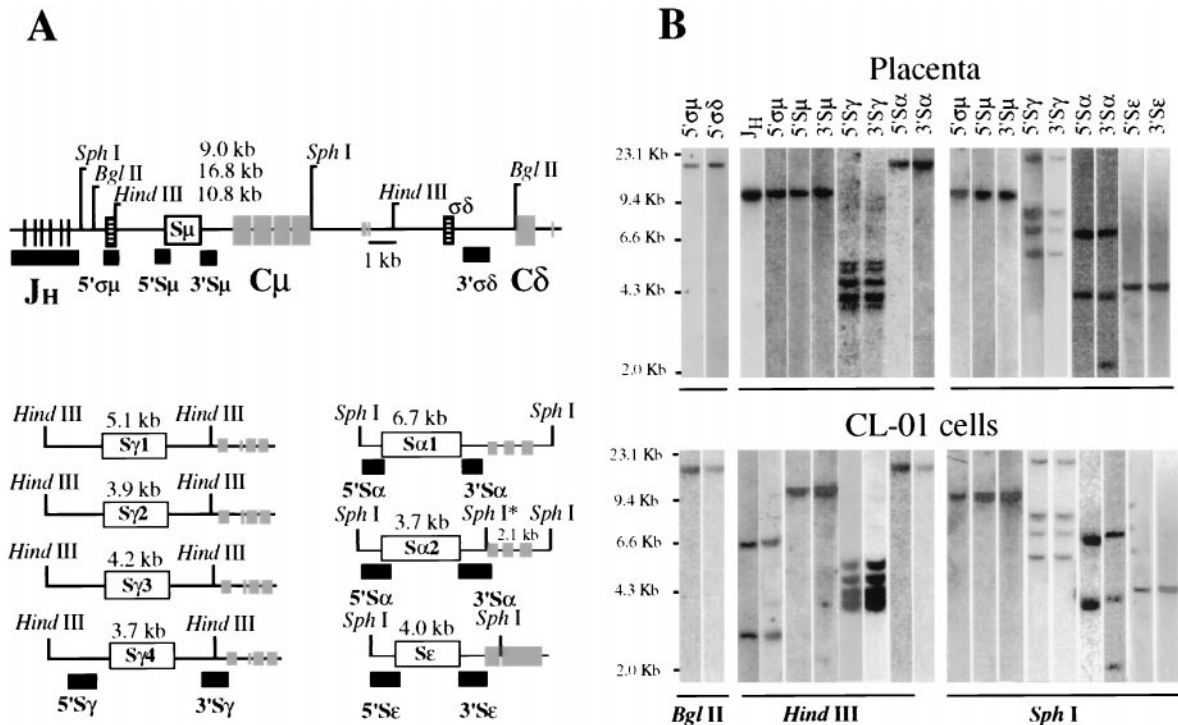 A
9.0 kb
16.8 kb
10.8 kb
Sph I
Bgl II
Hind III
Sph I
Hind III
Bgl II
Sμ
σδ
1 kb
JH
5'σμ
5'Sμ
3'Sμ
Cμ
3'σδ
Cδ
Hind III
5.1 kb
Hind III
Sγ1
Hind III
3.9 kb
Hind III
Sγ2
Hind III
4.2 kb
Hind III
Sγ3
Hind III
3.7 kb
Hind III
Sγ4
5'Sγ
3'Sγ
Sph I
6.7 kb
Sph I
Sα1
5'Sα
3'Sα
Sph I
3.7 kb
Sph I*
Sph I
2.1 kb
Sα2
5'Sα
3'Sα
Sph I
4.0 kb
Sph I
Sε
5'Sε
3'Sε
B
Placenta
5'σμ
5'σδ
JH
5'σμ
5'Sμ
3'Sμ
5'Sγ
3'Sγ
5'Sα
3'Sα
5'σμ
5'Sμ
3'Sμ
5'Sγ
3'Sγ
5'Sα
3'Sα
5'Sε
3'Sε
23.1 Kb
9.4 Kb
6.6 Kb
4.3 Kb
2.0 Kb
CL-01 cells
23.1 Kb
9.4 Kb
6.6 Kb
4.3 Kb
2.0 Kb
Bgl II
Hind III
Sph I